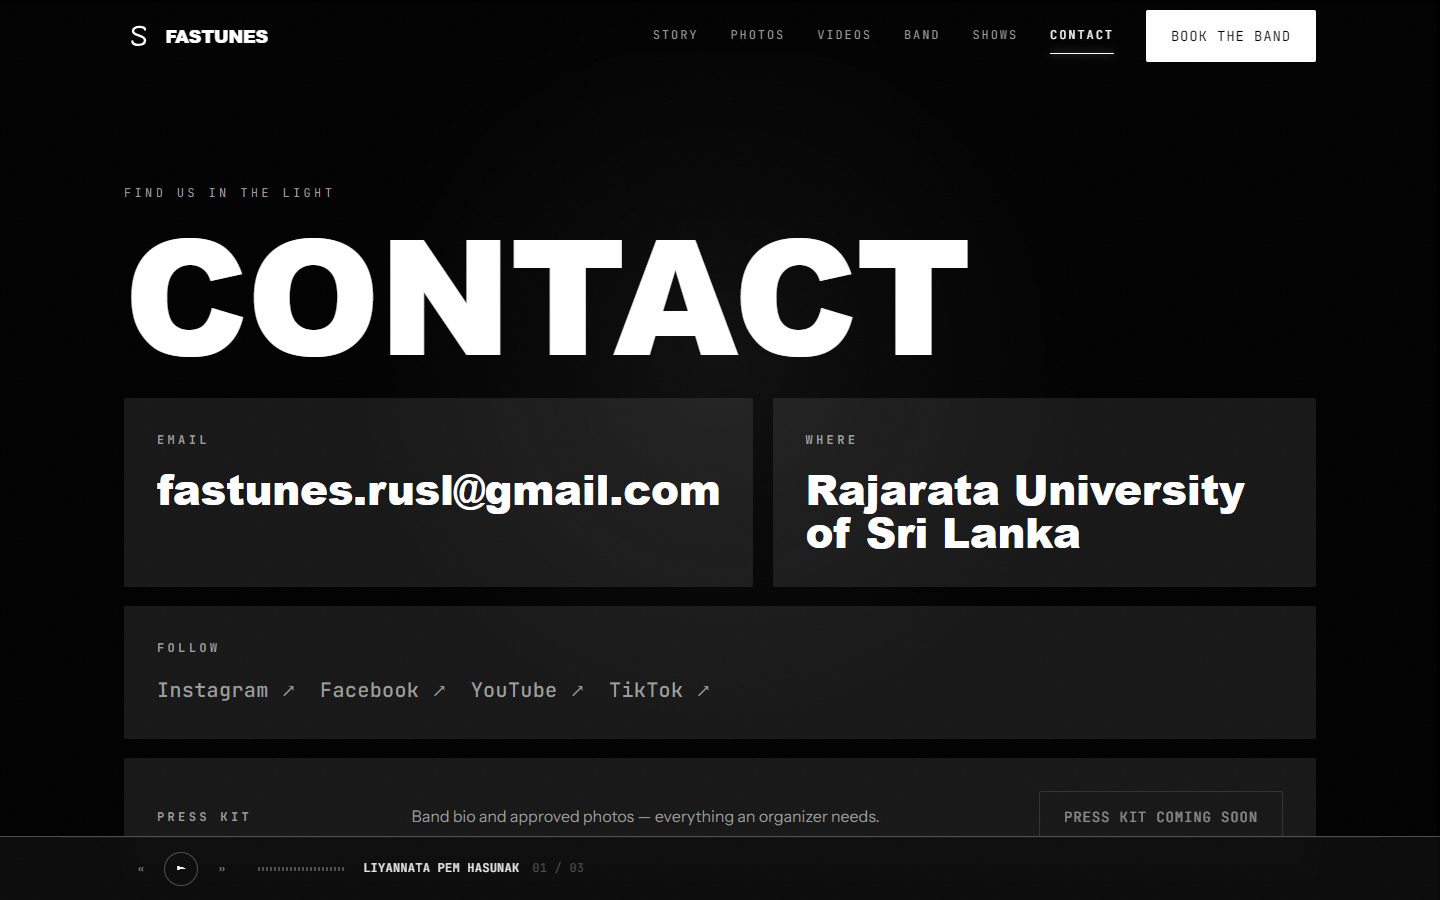 S FASTUNES
STORY PHOTOS VIDEOS BAND SHOWS CONTACT BOOK THE BAND
FIND US IN THE LIGHT
CONTACT
EMAIL
fastunes.rusl@gmail.com
WHERE
Rajarata University
of Sri Lanka
FOLLOW
Instagram ↗ Facebook ↗ YouTube ↗ TikTok ↗
PRESS KIT
Band bio and approved photos — everything an organizer needs.
PRESS KIT COMING SOON
« » LIYANNATA PEM HASUNAK 01 / 03